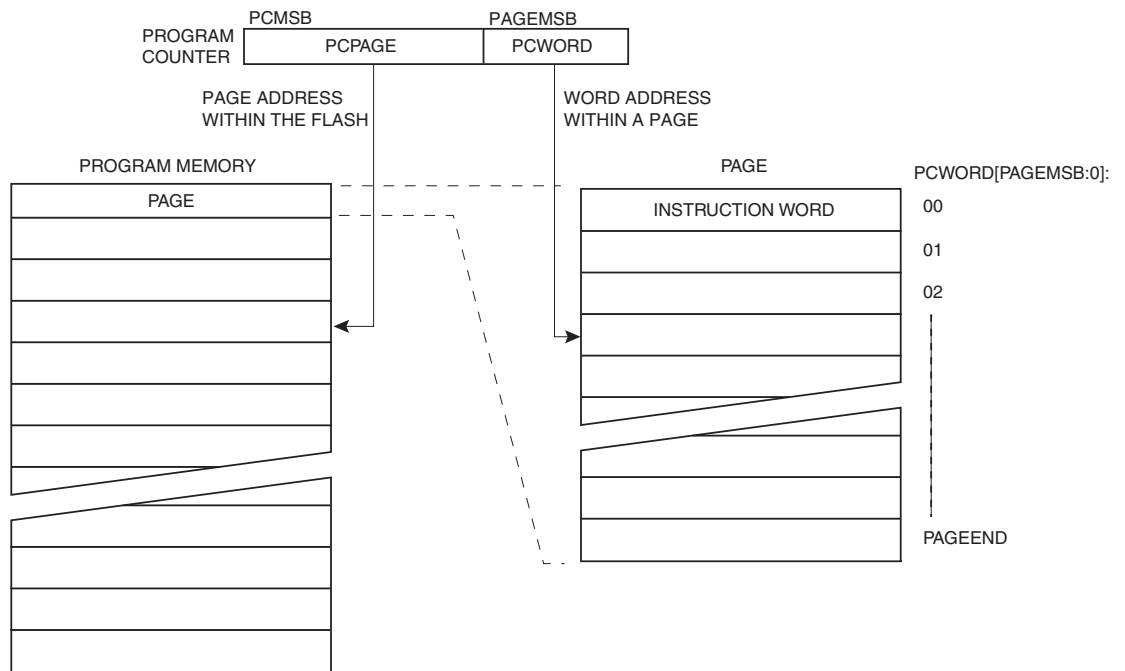 PCMSB
PAGEMSB
PROGRAM
COUNTER
PCPAGE
PCWORD
PAGE ADDRESS
WITHIN THE FLASH
WORD ADDRESS
WITHIN A PAGE
PROGRAM MEMORY
PAGE
PAGE
INSTRUCTION WORD
PCWORD[PAGEMSB:0]:
00
01
02
PAGEEND